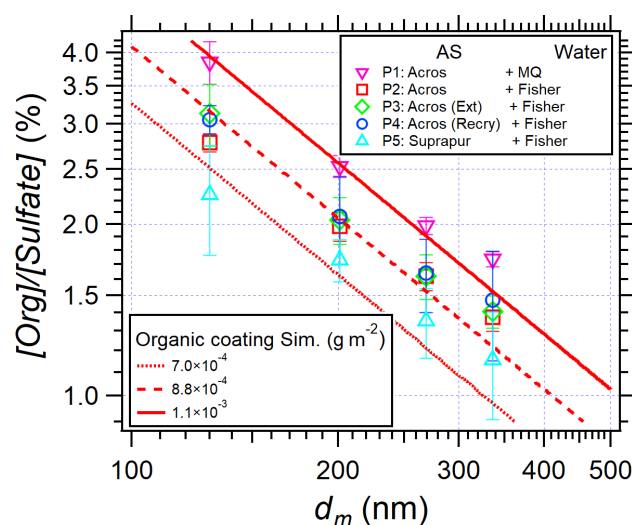 4.0
3.5
3.0
2.5
2.0
1.5
1.0
[Org]/[Sulfate] (%)
AS Water
P1: Acros + MQ
P2: Acros + Fisher
P3: Acros (Ext) + Fisher
P4: Acros (Recry) + Fisher
P5: Suprapur + Fisher
Organic coating Sim. (g m⁻²)
7.0×10⁻⁴
8.8×10⁻⁴
1.1×10⁻³
100 200 300 400 500
dₘ (nm)